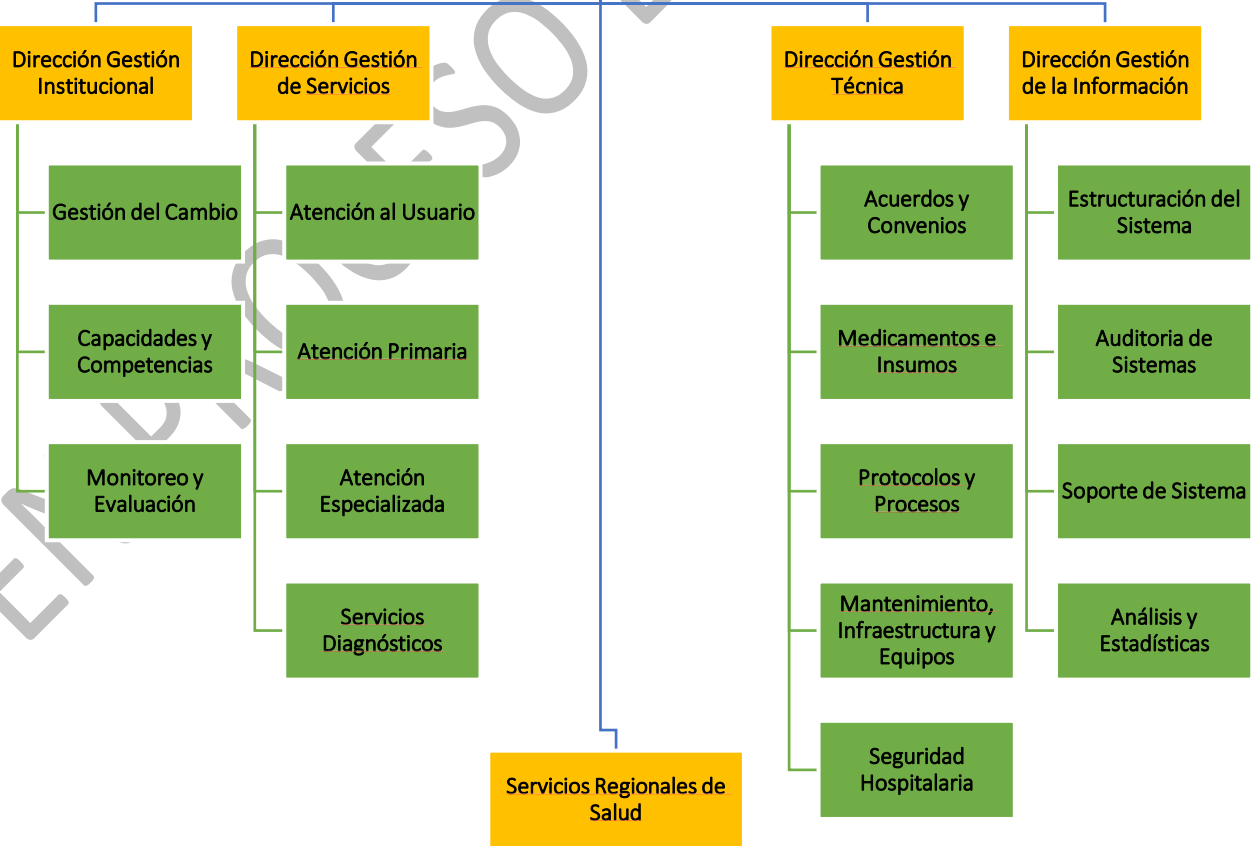 Dirección Gestión
Institucional
Gestión del Cambio
Capacidades y
Competencias
Monitoreo y
Evaluación
Dirección Gestión
de Servicios
Atención al Usuario
Atención Primaria
Atención
Especializada
Servicios
Diagnósticos
Dirección Gestión
Técnica
Acuerdos y
Convenios
Medicamentos e
Insumos
Protocolos y
Procesos
Mantenimiento,
Infraestructura y
Equipos
Seguridad
Hospitalaria
Dirección Gestión
de la Información
Estructuración del
Sistema
Auditoria de
Sistemas
Soporte de Sistema
Análisis y
Estadísticas
Servicios Regionales de
Salud